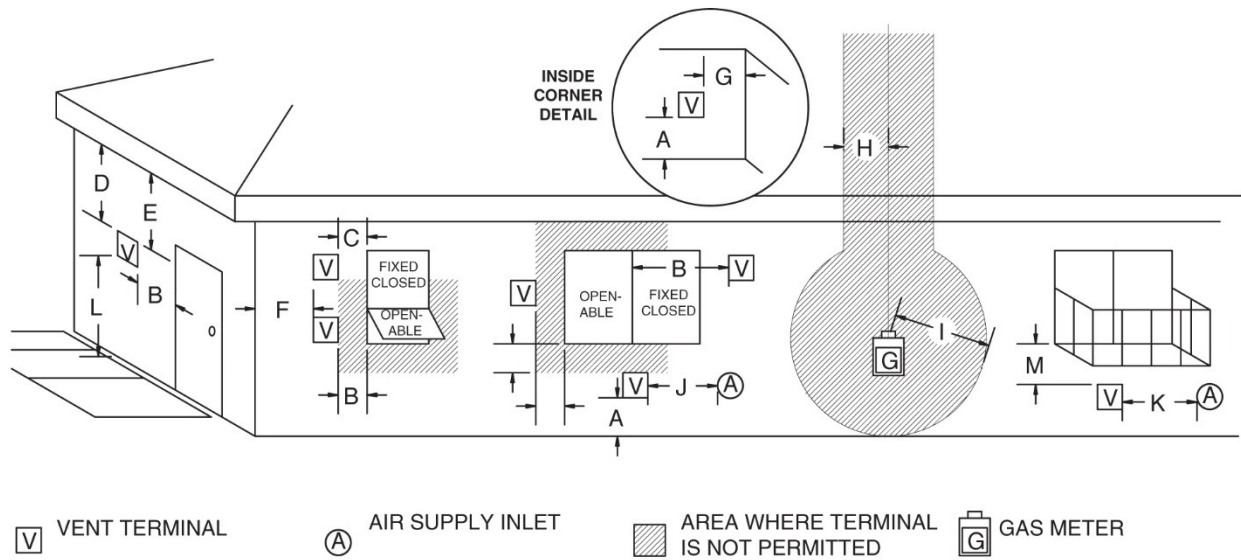 INSIDE
CORNER
DETAIL
G
V
A
H
D
E
C
V
B
L
F
V
V
B
FIXED
CLOSED
OPEN-
ABLE
V
OPEN-
ABLE
FIXED
CLOSED
B
V
V
J
A
A
I
G
M
V
K
A
V VENT TERMINAL
A AIR SUPPLY INLET
AREA WHERE TERMINAL
IS NOT PERMITTED
G GAS METER